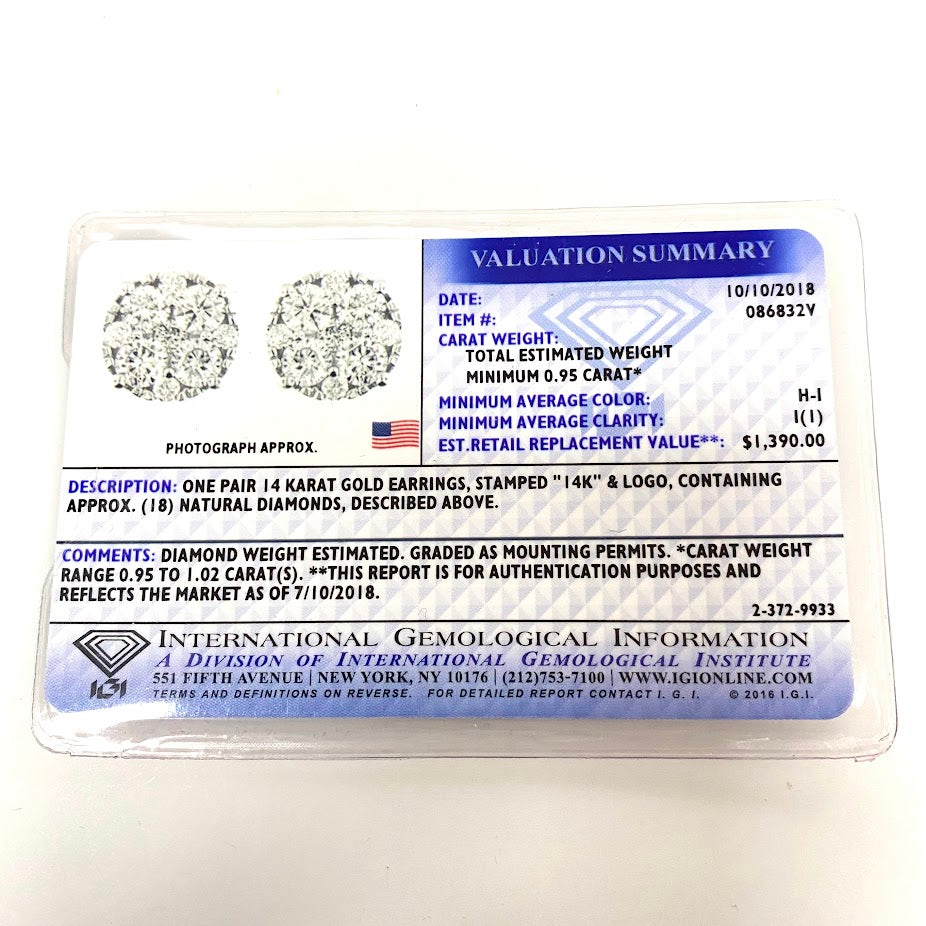 VALUATION SUMMARY
DATE: 10/10/2018
ITEM #: 086832V
CARAT WEIGHT:
TOTAL ESTIMATED WEIGHT
MINIMUM 0.95 CARAT*
MINIMUM AVERAGE COLOR: H-I
MINIMUM AVERAGE CLARITY: I(1)
EST.RETAIL REPLACEMENT VALUE**: $1,390.00
PHOTOGRAPH APPROX.
DESCRIPTION: ONE PAIR 14 KARAT GOLD EARRINGS, STAMPED "14K" & LOGO, CONTAINING
APPROX. (18) NATURAL DIAMONDS, DESCRIBED ABOVE.
COMMENTS: DIAMOND WEIGHT ESTIMATED. GRADED AS MOUNTING PERMITS. *CARAT WEIGHT
RANGE 0.95 TO 1.02 CARAT(S). **THIS REPORT IS FOR AUTHENTICATION PURPOSES AND
REFLECTS THE MARKET AS OF 7/10/2018.
2-372-9933
IGI
INTERNATIONAL GEMOLOGICAL INFORMATION
A DIVISION OF INTERNATIONAL GEMOLOGICAL INSTITUTE
551 FIFTH AVENUE | NEW YORK, NY 10176 | (212)753-7100 | WWW.IGIONLINE.COM
TERMS AND DEFINITIONS ON REVERSE. FOR DETAILED REPORT CONTACT I. G. I. © 2016 I.G.I.